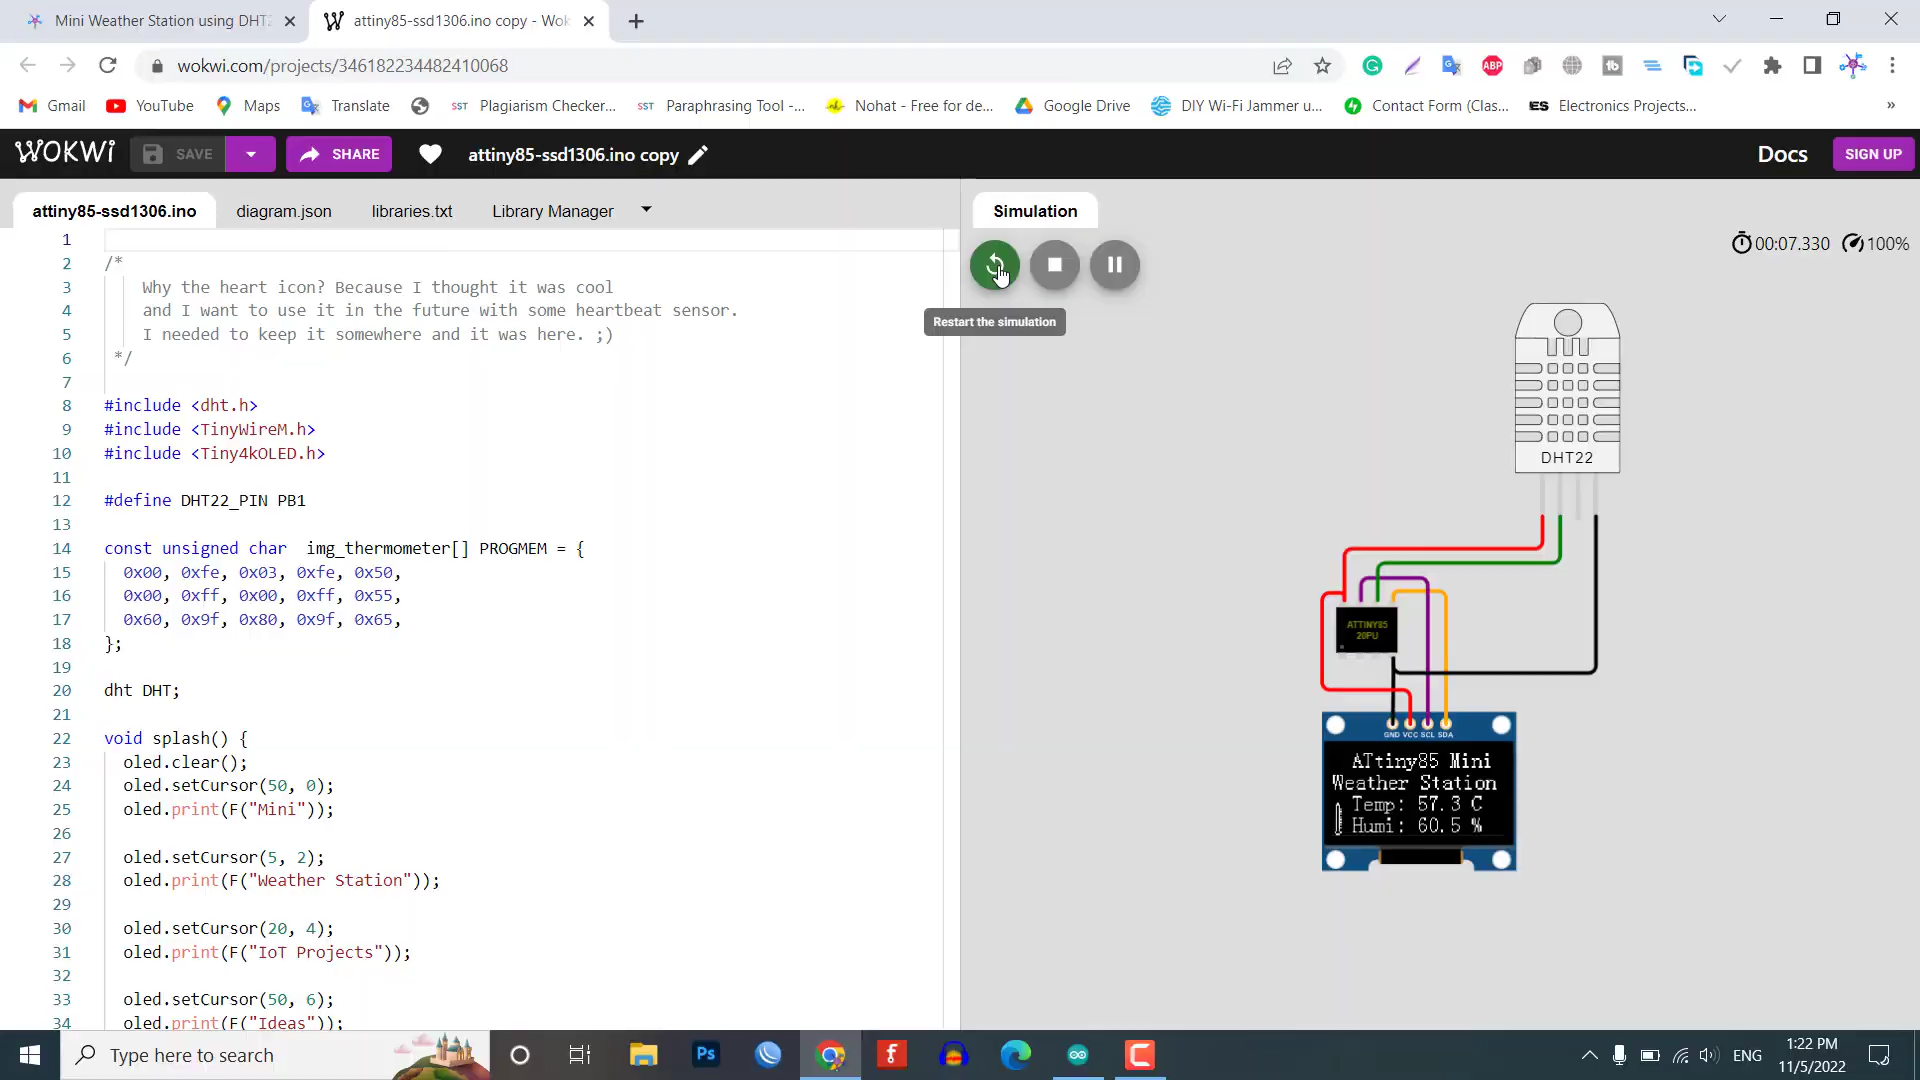 Mini Weather Station using DHT2
attiny85-ssd1306.ino copy - Wok
wokwi.com/projects/346182234482410068
ABP
Gmail
YouTube
Maps
Translate
SST Plagiarism Checker...
SST Paraphrasing Tool -...
Nohat - Free for de...
Google Drive
DIY Wi-Fi Jammer u...
Contact Form (Clas...
ES Electronics Projects...
»
WOKWI
SAVE
SHARE
attiny85-ssd1306.ino copy
Docs
SIGN UP
attiny85-ssd1306.ino
diagram.json
libraries.txt
Library Manager
Simulation
00:07.330
100%
Restart the simulation
1
2 /*
3 Why the heart icon? Because I thought it was cool
4 and I want to use it in the future with some heartbeat sensor.
5 I needed to keep it somewhere and it was here. ;)
6 */
7
8 #include <dht.h>
9 #include <TinyWireM.h>
10 #include <Tiny4kOLED.h>
11
12 #define DHT22_PIN PB1
13
14 const unsigned char  img_thermometer[] PROGMEM = {
15 0x00, 0xfe, 0x03, 0xfe, 0x50,
16 0x00, 0xff, 0x00, 0xff, 0x55,
17 0x60, 0x9f, 0x80, 0x9f, 0x65,
18 };
19
20 dht DHT;
21
22 void splash() {
23 oled.clear();
24 oled.setCursor(50, 0);
25 oled.print(F("Mini"));
26
27 oled.setCursor(5, 2);
28 oled.print(F("Weather Station"));
29
30 oled.setCursor(20, 4);
31 oled.print(F("IoT Projects"));
32
33 oled.setCursor(50, 6);
34 oled.print(F("Ideas"));
DHT22
ATTINY85
20PU
GND VCC SCL SDA
ATtiny85 Mini
Weather Station
Temp: 57.3 C
Humi: 60.5 %
Type here to search
Ps
ENG
1:22 PM
11/5/2022